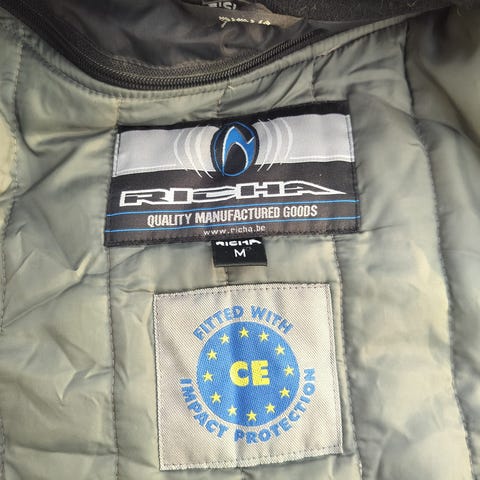 RICHA
QUALITY MANUFACTURED GOODS
www.richa.be
RICHA
M
FITTED WITH
CE
IMPACT PROTECTION